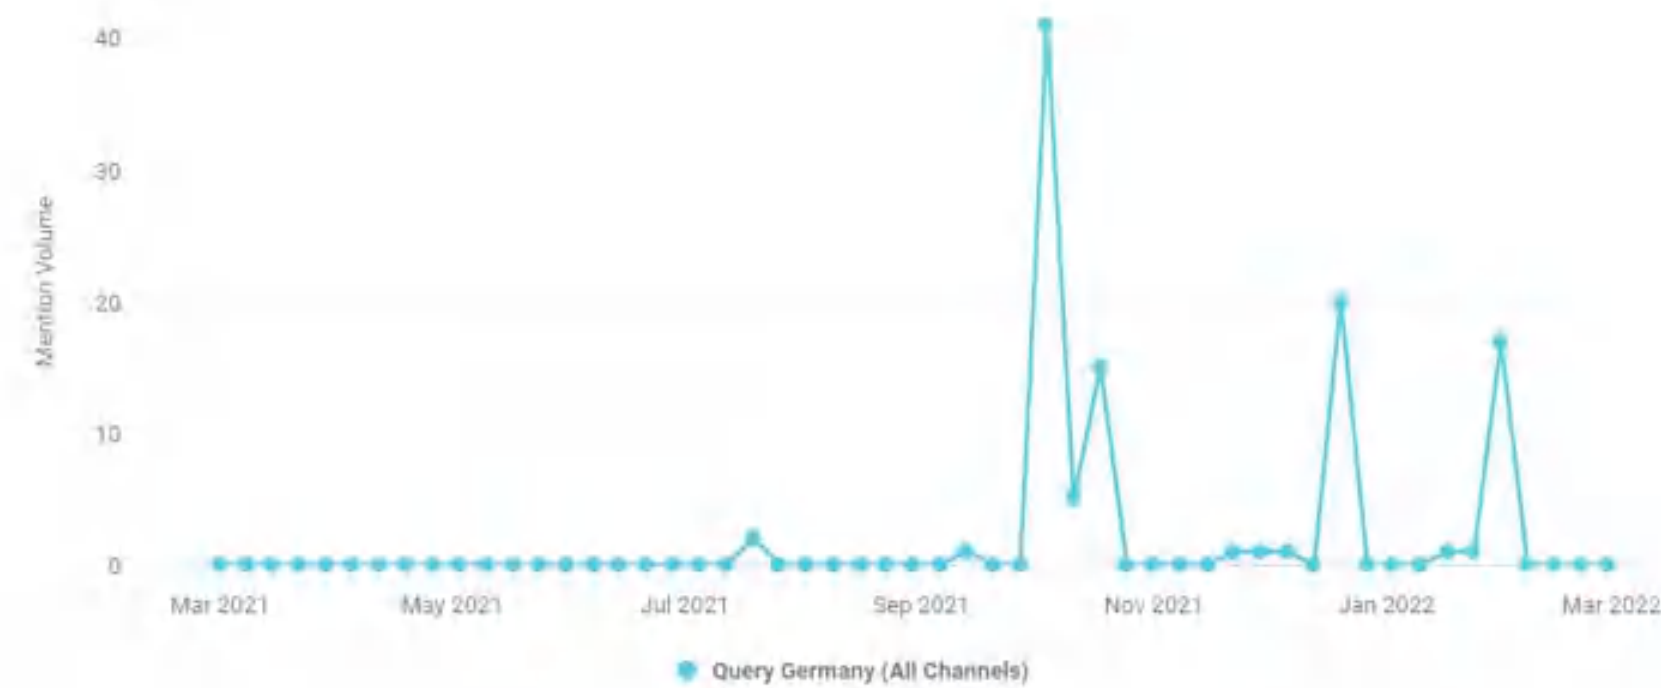 40
30
Mention Volume
20
10
0
Mar 2021 May 2021 Jul 2021 Sep 2021 Nov 2021 Jan 2022 Mar 2022
Query Germany (All Channels)